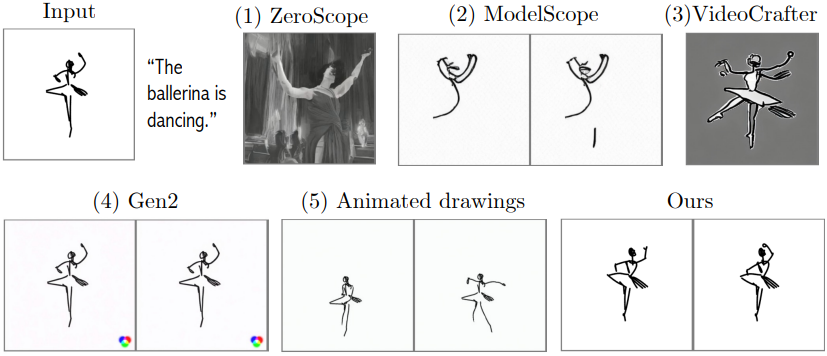 Input
(1) ZeroScope
(2) ModelScope
(3)VideoCrafter
“The
ballerina is
dancing.”
(4) Gen2
(5) Animated drawings
Ours